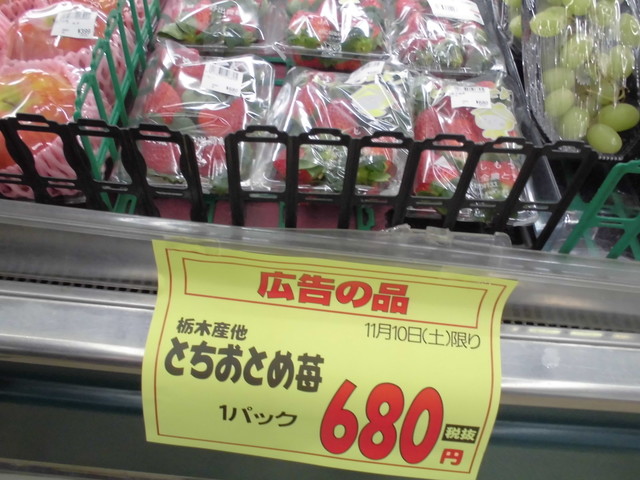 広告の品
11月10日(土)限り
栃木産他
とちおとめ苺
1パック
680
税抜
円